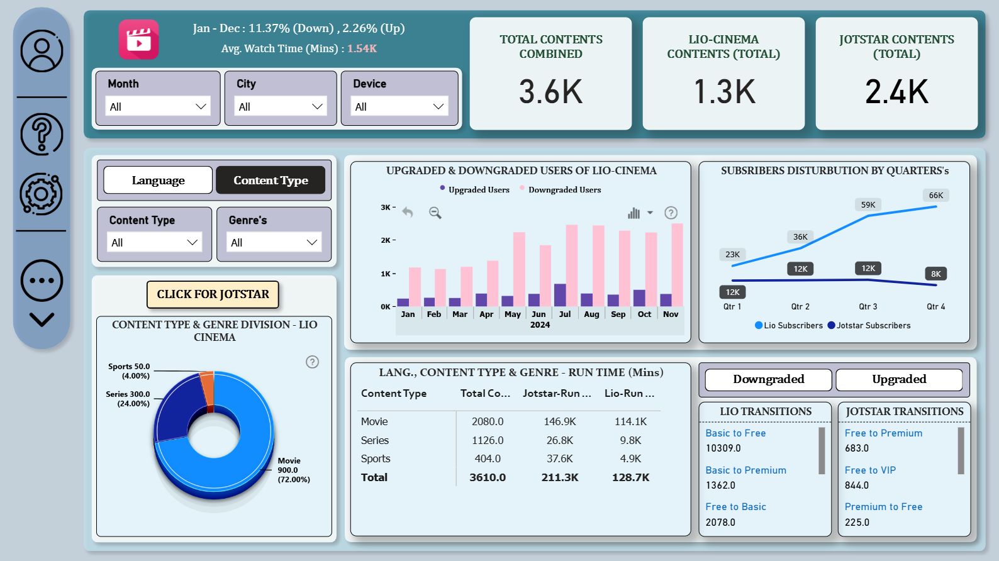 Jan - Dec : 11.37% (Down) , 2.26% (Up)
Avg. Watch Time (Mins) : 1.54K
Month
All
City
All
Device
All
TOTAL CONTENTS
COMBINED
3.6K
LIO-CINEMA
CONTENTS (TOTAL)
1.3K
JOTSTAR CONTENTS
(TOTAL)
2.4K
Language
Content Type
Content Type
All
Genre's
All
CLICK FOR JOTSTAR
CONTENT TYPE & GENRE DIVISION - LIO
CINEMA
?
Sports 50.0
(4.00%)
Series 300.0
(24.00%)
Movie
900.0
(72.00%)
UPGRADED & DOWNGRADED USERS OF LIO-CINEMA
Upgraded Users Downgraded Users
?
3K
2K
1K
0K
Jan Feb Mar Apr May Jun Jul Aug Sep Oct Nov
2024
SUBSRIBERS DISTURBUTION BY QUARTERS's
66K
59K
36K
23K
12K
12K
12K
8K
Qtr 1 Qtr 2 Qtr 3 Qtr 4
Lio Subscribers Jotstar Subscribers
LANG., CONTENT TYPE & GENRE - RUN TIME (Mins)
Content Type Total Co... Jotstar-Run ... Lio-Run ...
Movie 2080.0 146.9K 114.1K
Series 1126.0 26.8K 9.8K
Sports 404.0 37.6K 4.9K
Total 3610.0 211.3K 128.7K
Downgraded
Upgraded
LIO TRANSITIONS
Basic to Free
10309.0
Basic to Premium
1362.0
Free to Basic
2078.0
JOTSTAR TRANSITIONS
Free to Premium
683.0
Free to VIP
844.0
Premium to Free
225.0